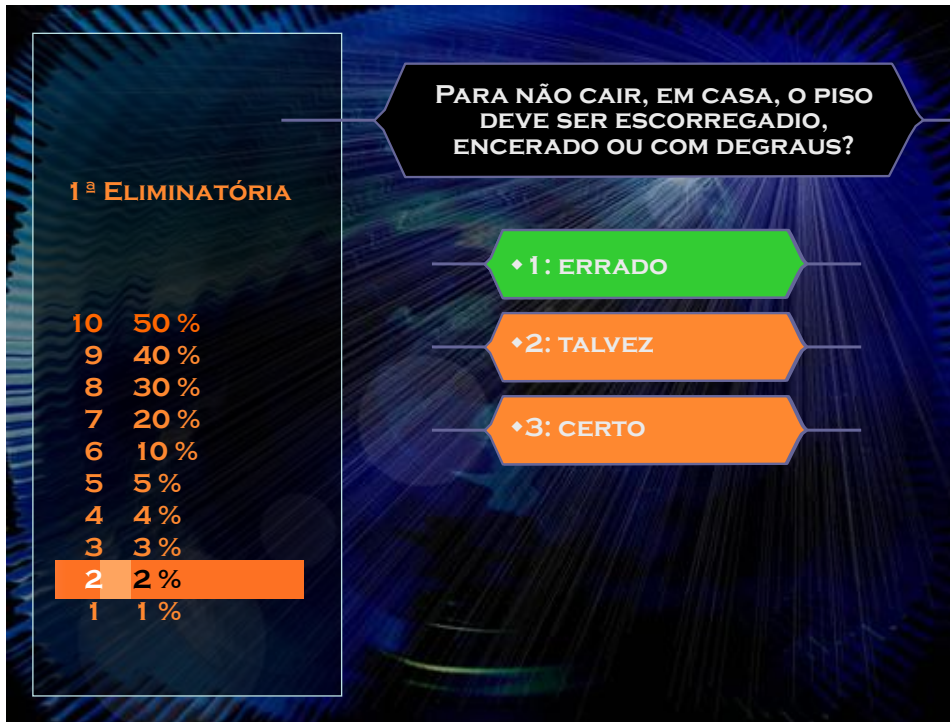 1ª Eliminatória
10 50 %
9 40 %
8 30 %
7 20 %
6 10 %
5 5 %
4 4 %
3 3 %
2 2 %
1 1 %
Para não cair, em casa, o piso
deve ser escorregadio,
encerado ou com degraus?
◆1: errado
◆2: talvez
◆3: certo